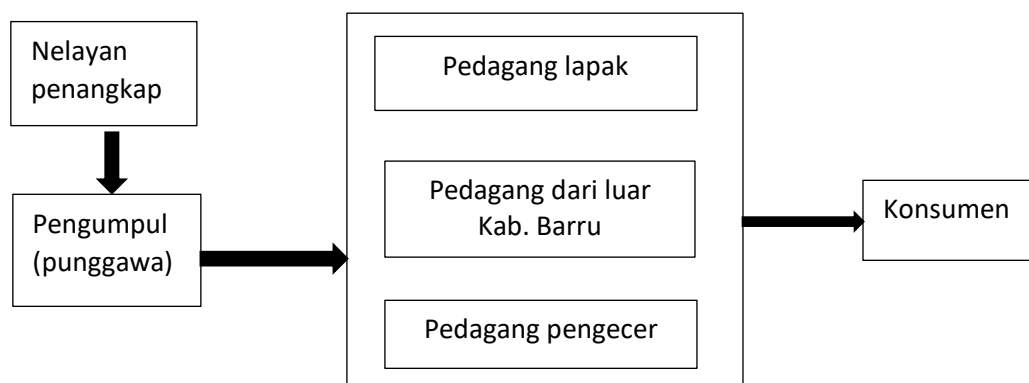 Nelayan
penangkap
Pengumpul
(punggawa)
Pedagang lapak
Pedagang dari luar
Kab. Barru
Pedagang pengecer
Konsumen